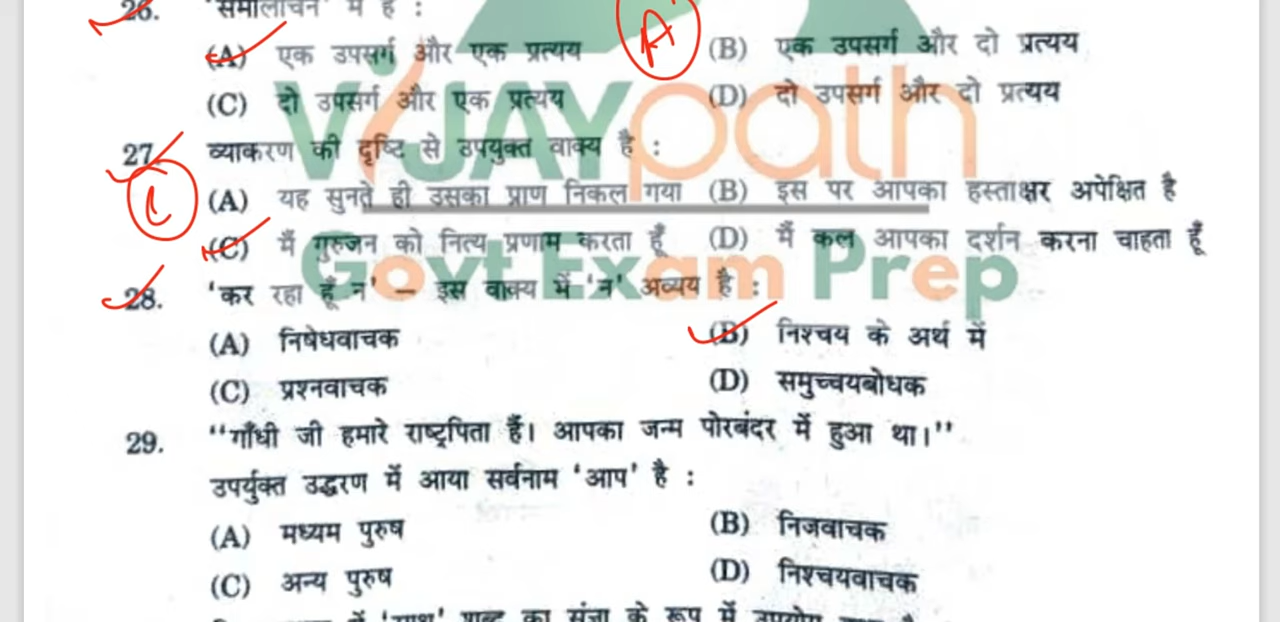 26. 'समालोचन' में है :
(A) एक उपसर्ग और एक प्रत्यय (B) एक उपसर्ग और दो प्रत्यय
A
(C) दो उपसर्ग और एक प्रत्यय (D) दो उपसर्ग और दो प्रत्यय
ViJAYpath
27. व्याकरण की दृष्टि से उपयुक्त वाक्य है :
(A) यह सुनते ही उसका प्राण निकल गया (B) इस पर आपका हस्ताक्षर अपेक्षित है
C
(C) मैं गुरुजन को नित्य प्रणाम करता हूँ (D) मैं कल आपका दर्शन करना चाहता हूँ
Govt Exam Prep
28. 'कर रहा हूँ न' – इस वाक्य में 'न' अव्यय है :
(A) निषेधवाचक (B) निश्चय के अर्थ में
(C) प्रश्नवाचक (D) समुच्चयबोधक
29. ''गाँधी जी हमारे राष्ट्रपिता हैं। आपका जन्म पोरबंदर में हुआ था।''
उपर्युक्त उद्धरण में आया सर्वनाम 'आप' है :
(A) मध्यम पुरुष (B) निजवाचक
(C) अन्य पुरुष (D) निश्चयवाचक
में 'साथ' शब्द का संज्ञा के रूप में उपयोग